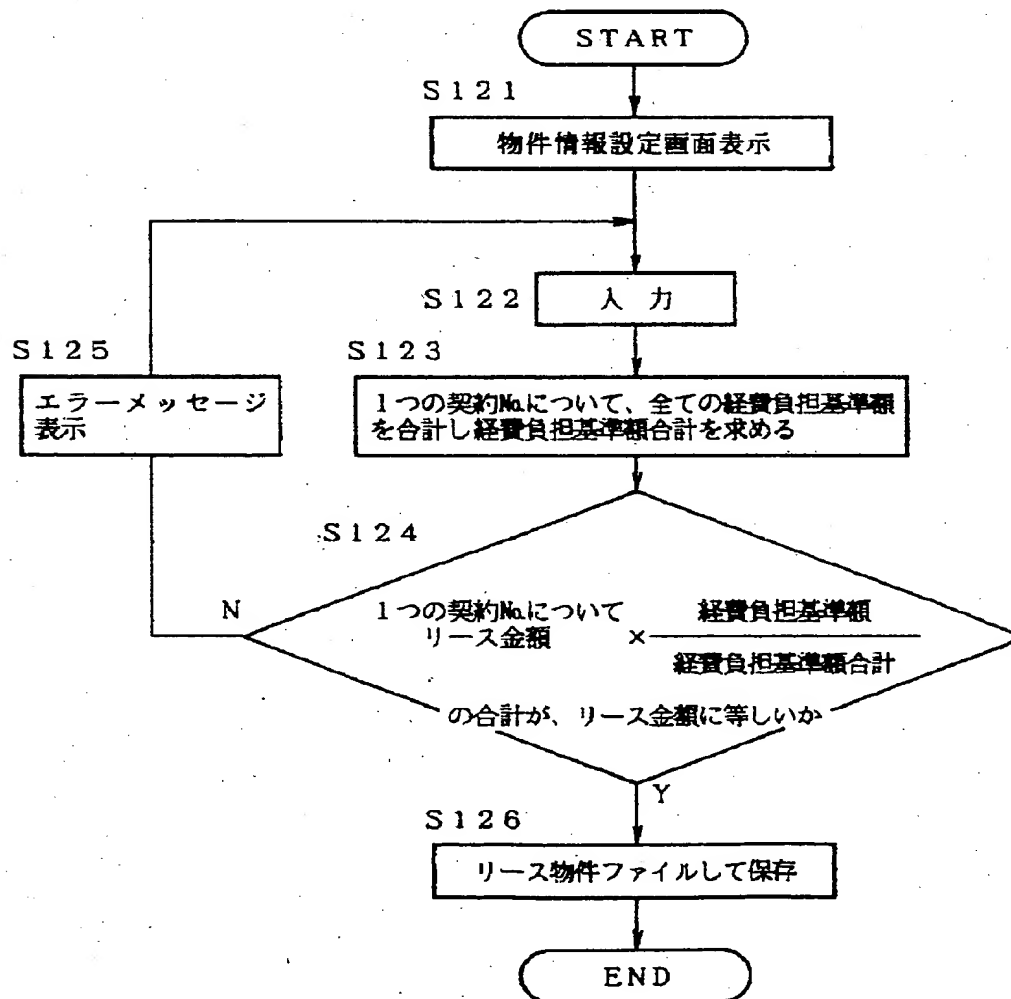 START
S121
物件情報設定画面表示
S122
入 力
S125
S123
エラーメッセージ
表示
1つの契約No.について、全ての経費負担基準額
を合計し経費負担基準額合計を求める
S124
N
1つの契約No.について
リース金額
×
経費負担基準額
経費負担基準額合計
の合計が、リース金額に等しいか
Y
S126
リース物件ファイルして保存
END